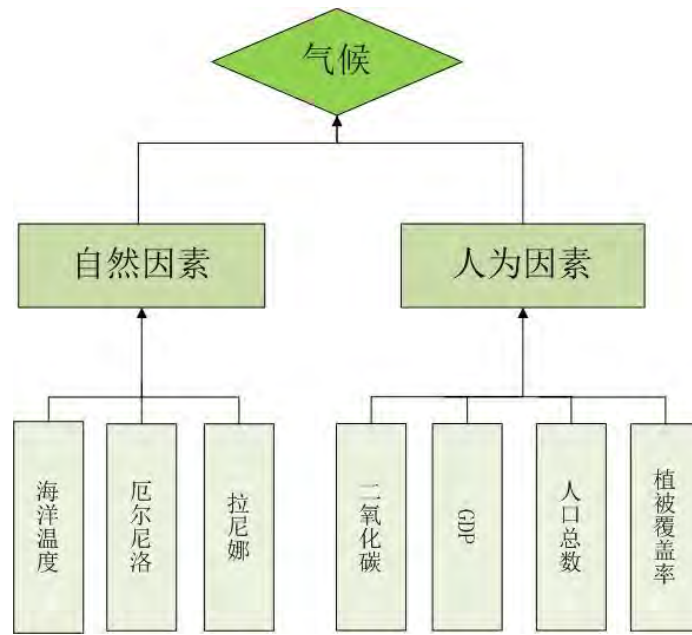 气候
自然因素
人为因素
海洋温度
厄尔尼洛
拉尼娜
二氧化碳
GDP
人口总数
植被覆盖率